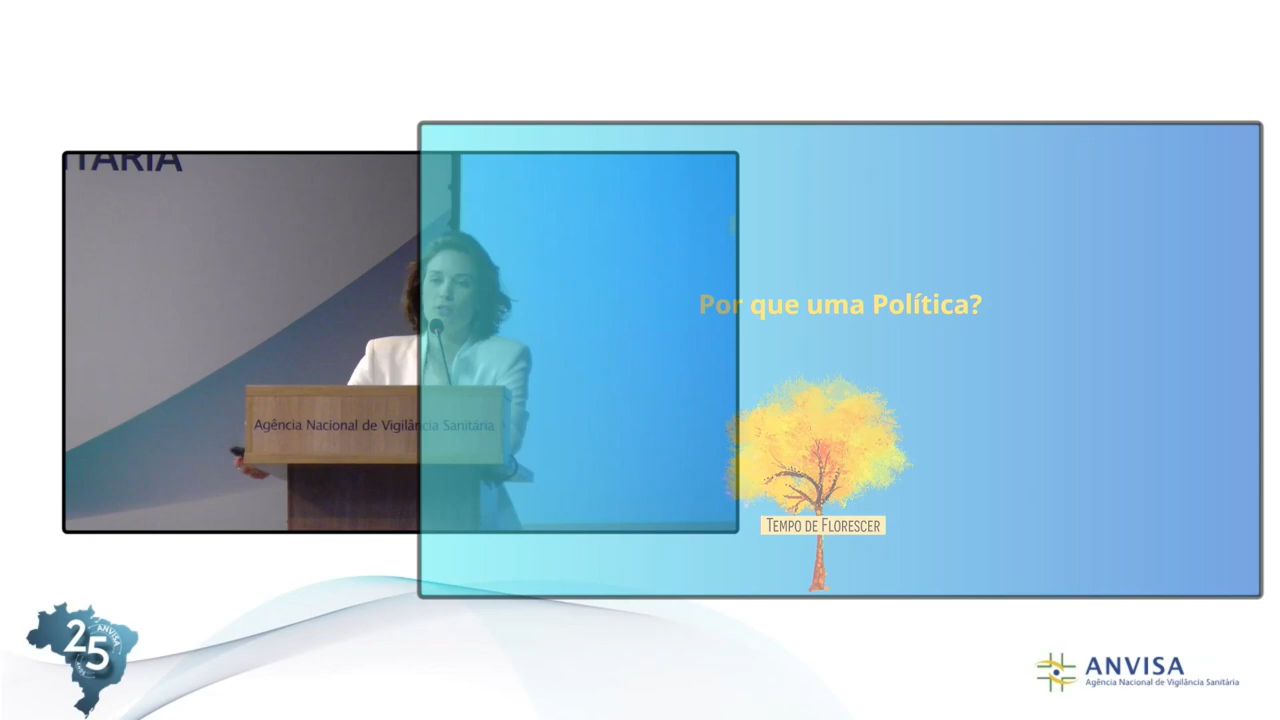 ITÁRIA
Agência Nacional de Vigilância Sanitária
Por que uma Política?
TEMPO DE FLORESCER
25
ANVISA
ANVISA
Agência Nacional de Vigilância Sanitária